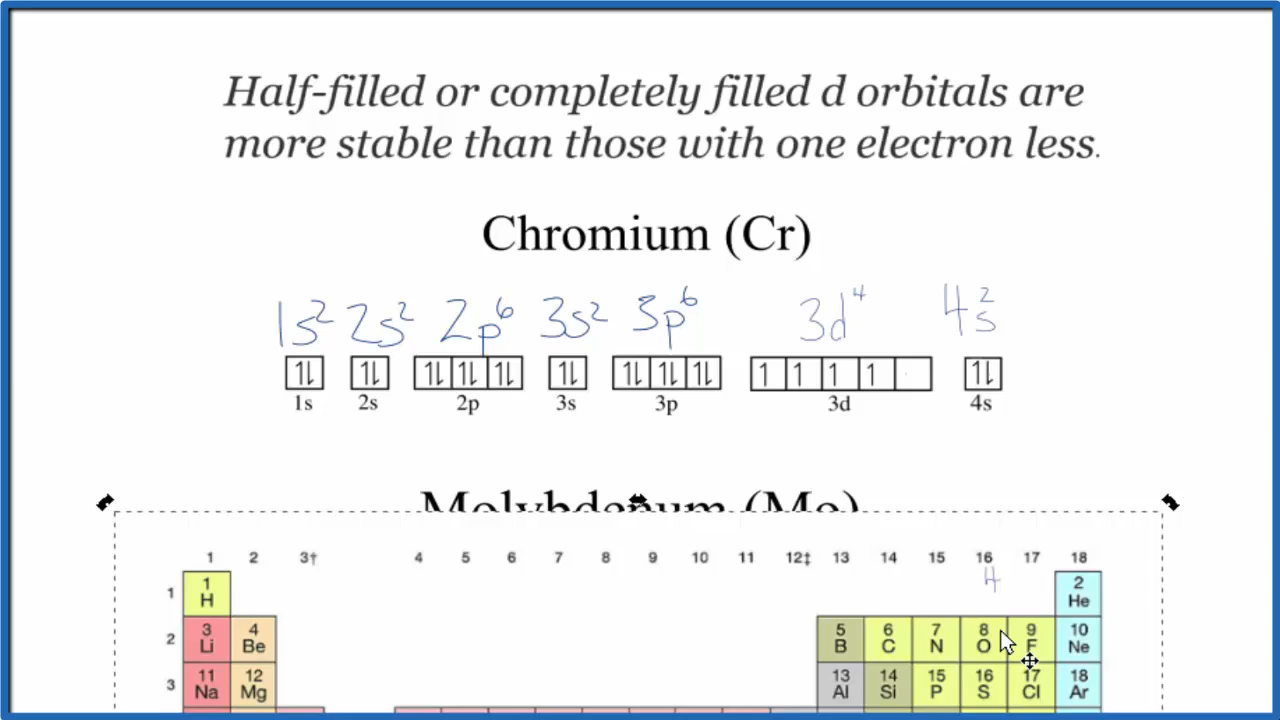 Half-filled or completely filled d orbitals are
more stable than those with one electron less.
Chromium (Cr)
1s² 2s² 2p⁶ 3s² 3p⁶ 3d⁴ 4s²
1s 2s 2p 3s 3p 3d 4s
Molybdenum (Mo)
1 2 3† 4 5 6 7 8 9 10 11 12‡ 13 14 15 16 17 18
4
1 1 2
H He
2 3 4 5 6 7 8 9 10
Li Be B C N O F Ne
3 11 12 13 14 15 16 17 18
Na Mg Al Si P S Cl Ar